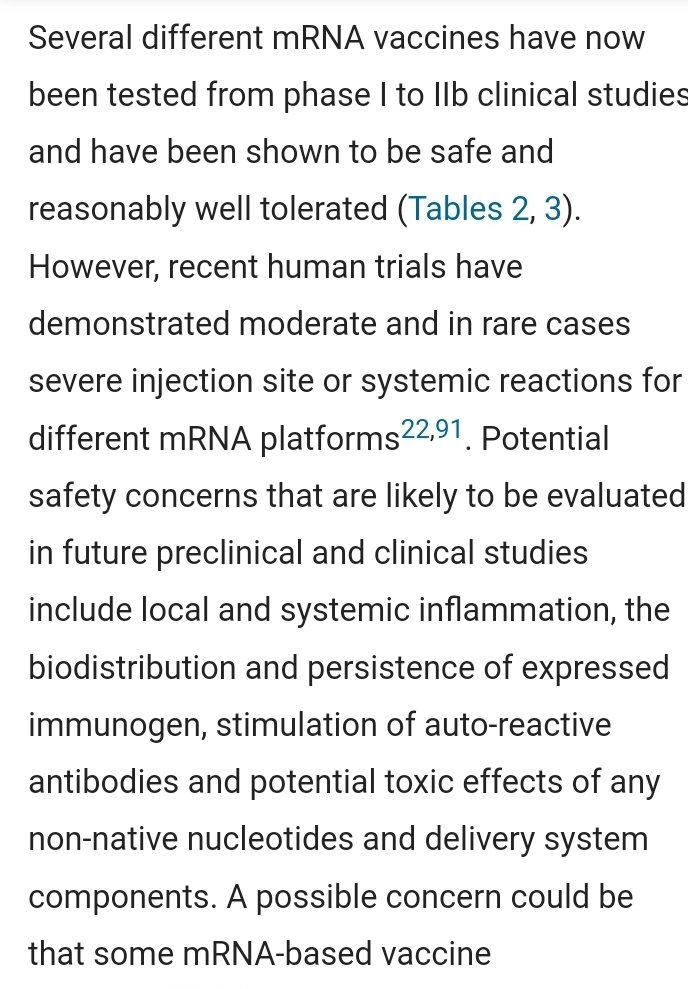 Several different mRNA vaccines have now
been tested from phase I to IIb clinical studies
and have been shown to be safe and
reasonably well tolerated (Tables 2, 3).
However, recent human trials have
demonstrated moderate and in rare cases
severe injection site or systemic reactions for
different mRNA platforms22,91. Potential
safety concerns that are likely to be evaluated
in future preclinical and clinical studies
include local and systemic inflammation, the
biodistribution and persistence of expressed
immunogen, stimulation of auto-reactive
antibodies and potential toxic effects of any
non-native nucleotides and delivery system
components. A possible concern could be
that some mRNA-based vaccine